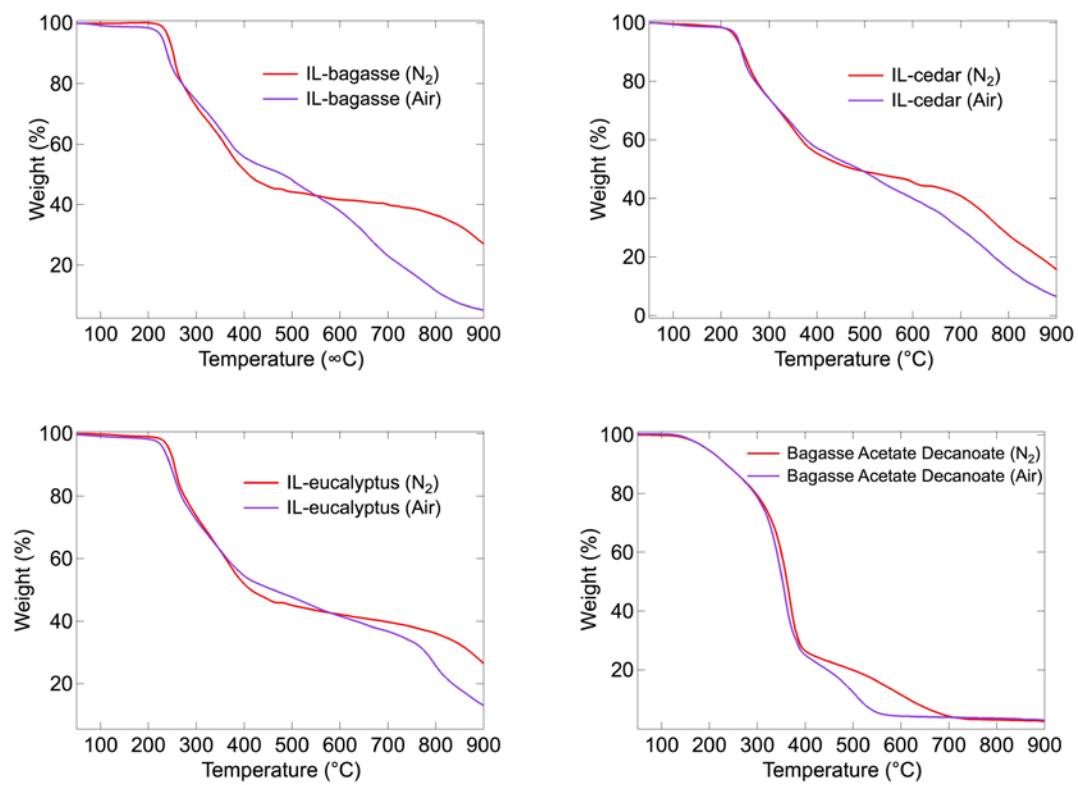 100
80
60
40
20
Weight (%)
IL-bagasse (N₂)
IL-bagasse (Air)
100 200 300 400 500 600 700 800 900
Temperature (∞C)
100
80
60
40
20
0
Weight (%)
IL-cedar (N₂)
IL-cedar (Air)
100 200 300 400 500 600 700 800 900
Temperature (°C)
100
80
60
40
20
Weight (%)
IL-eucalyptus (N₂)
IL-eucalyptus (Air)
100 200 300 400 500 600 700 800 900
Temperature (°C)
100
80
60
40
20
Weight (%)
Bagasse Acetate Decanoate (N₂)
Bagasse Acetate Decanoate (Air)
100 200 300 400 500 600 700 800 900
Temperature (°C)